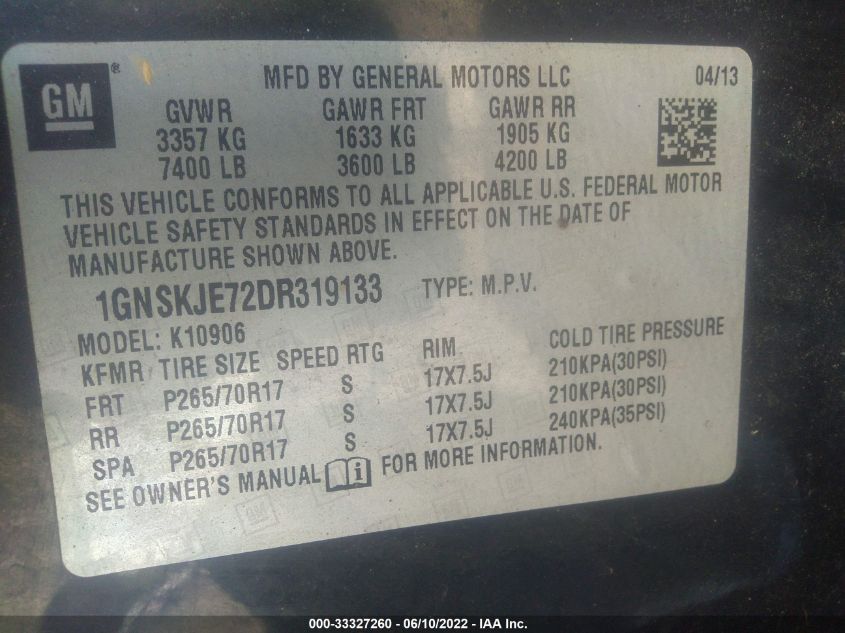 GM®
MFD BY GENERAL MOTORS LLC 04/13
GVWR GAWR FRT GAWR RR
3357 KG 1633 KG 1905 KG
7400 LB 3600 LB 4200 LB
THIS VEHICLE CONFORMS TO ALL APPLICABLE U.S. FEDERAL MOTOR
VEHICLE SAFETY STANDARDS IN EFFECT ON THE DATE OF
MANUFACTURE SHOWN ABOVE.
1GNSKJE72DR319133 TYPE: M.P.V.
MODEL: K10906
KFMR TIRE SIZE SPEED RTG RIM COLD TIRE PRESSURE
FRT P265/70R17 S 17X7.5J 210KPA(30PSI)
RR P265/70R17 S 17X7.5J 210KPA(30PSI)
SPA P265/70R17 S 17X7.5J 240KPA(35PSI)
SEE OWNER'S MANUAL i FOR MORE INFORMATION.
000-33327260 - 06/10/2022 - IAA Inc.